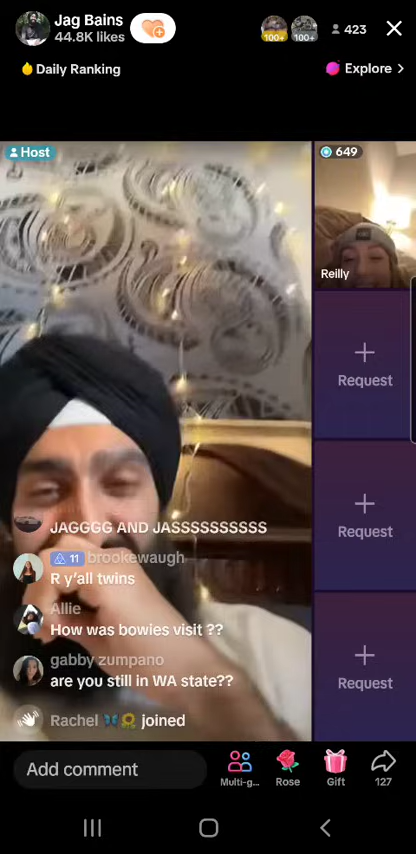 Jag Bains
44.8K likes
100+
100+
423
Daily Ranking
Explore >
Host
649
Reilly
Request
Request
Request
JAGGGG AND JASSSSSSSSSS
11 brookewaugh
R y'all twins
Allie
How was bowies visit ??
gabby zumpano
are you still in WA state??
Rachel 🦋🌻 joined
Add comment
Multi-g...
Rose
Gift
127